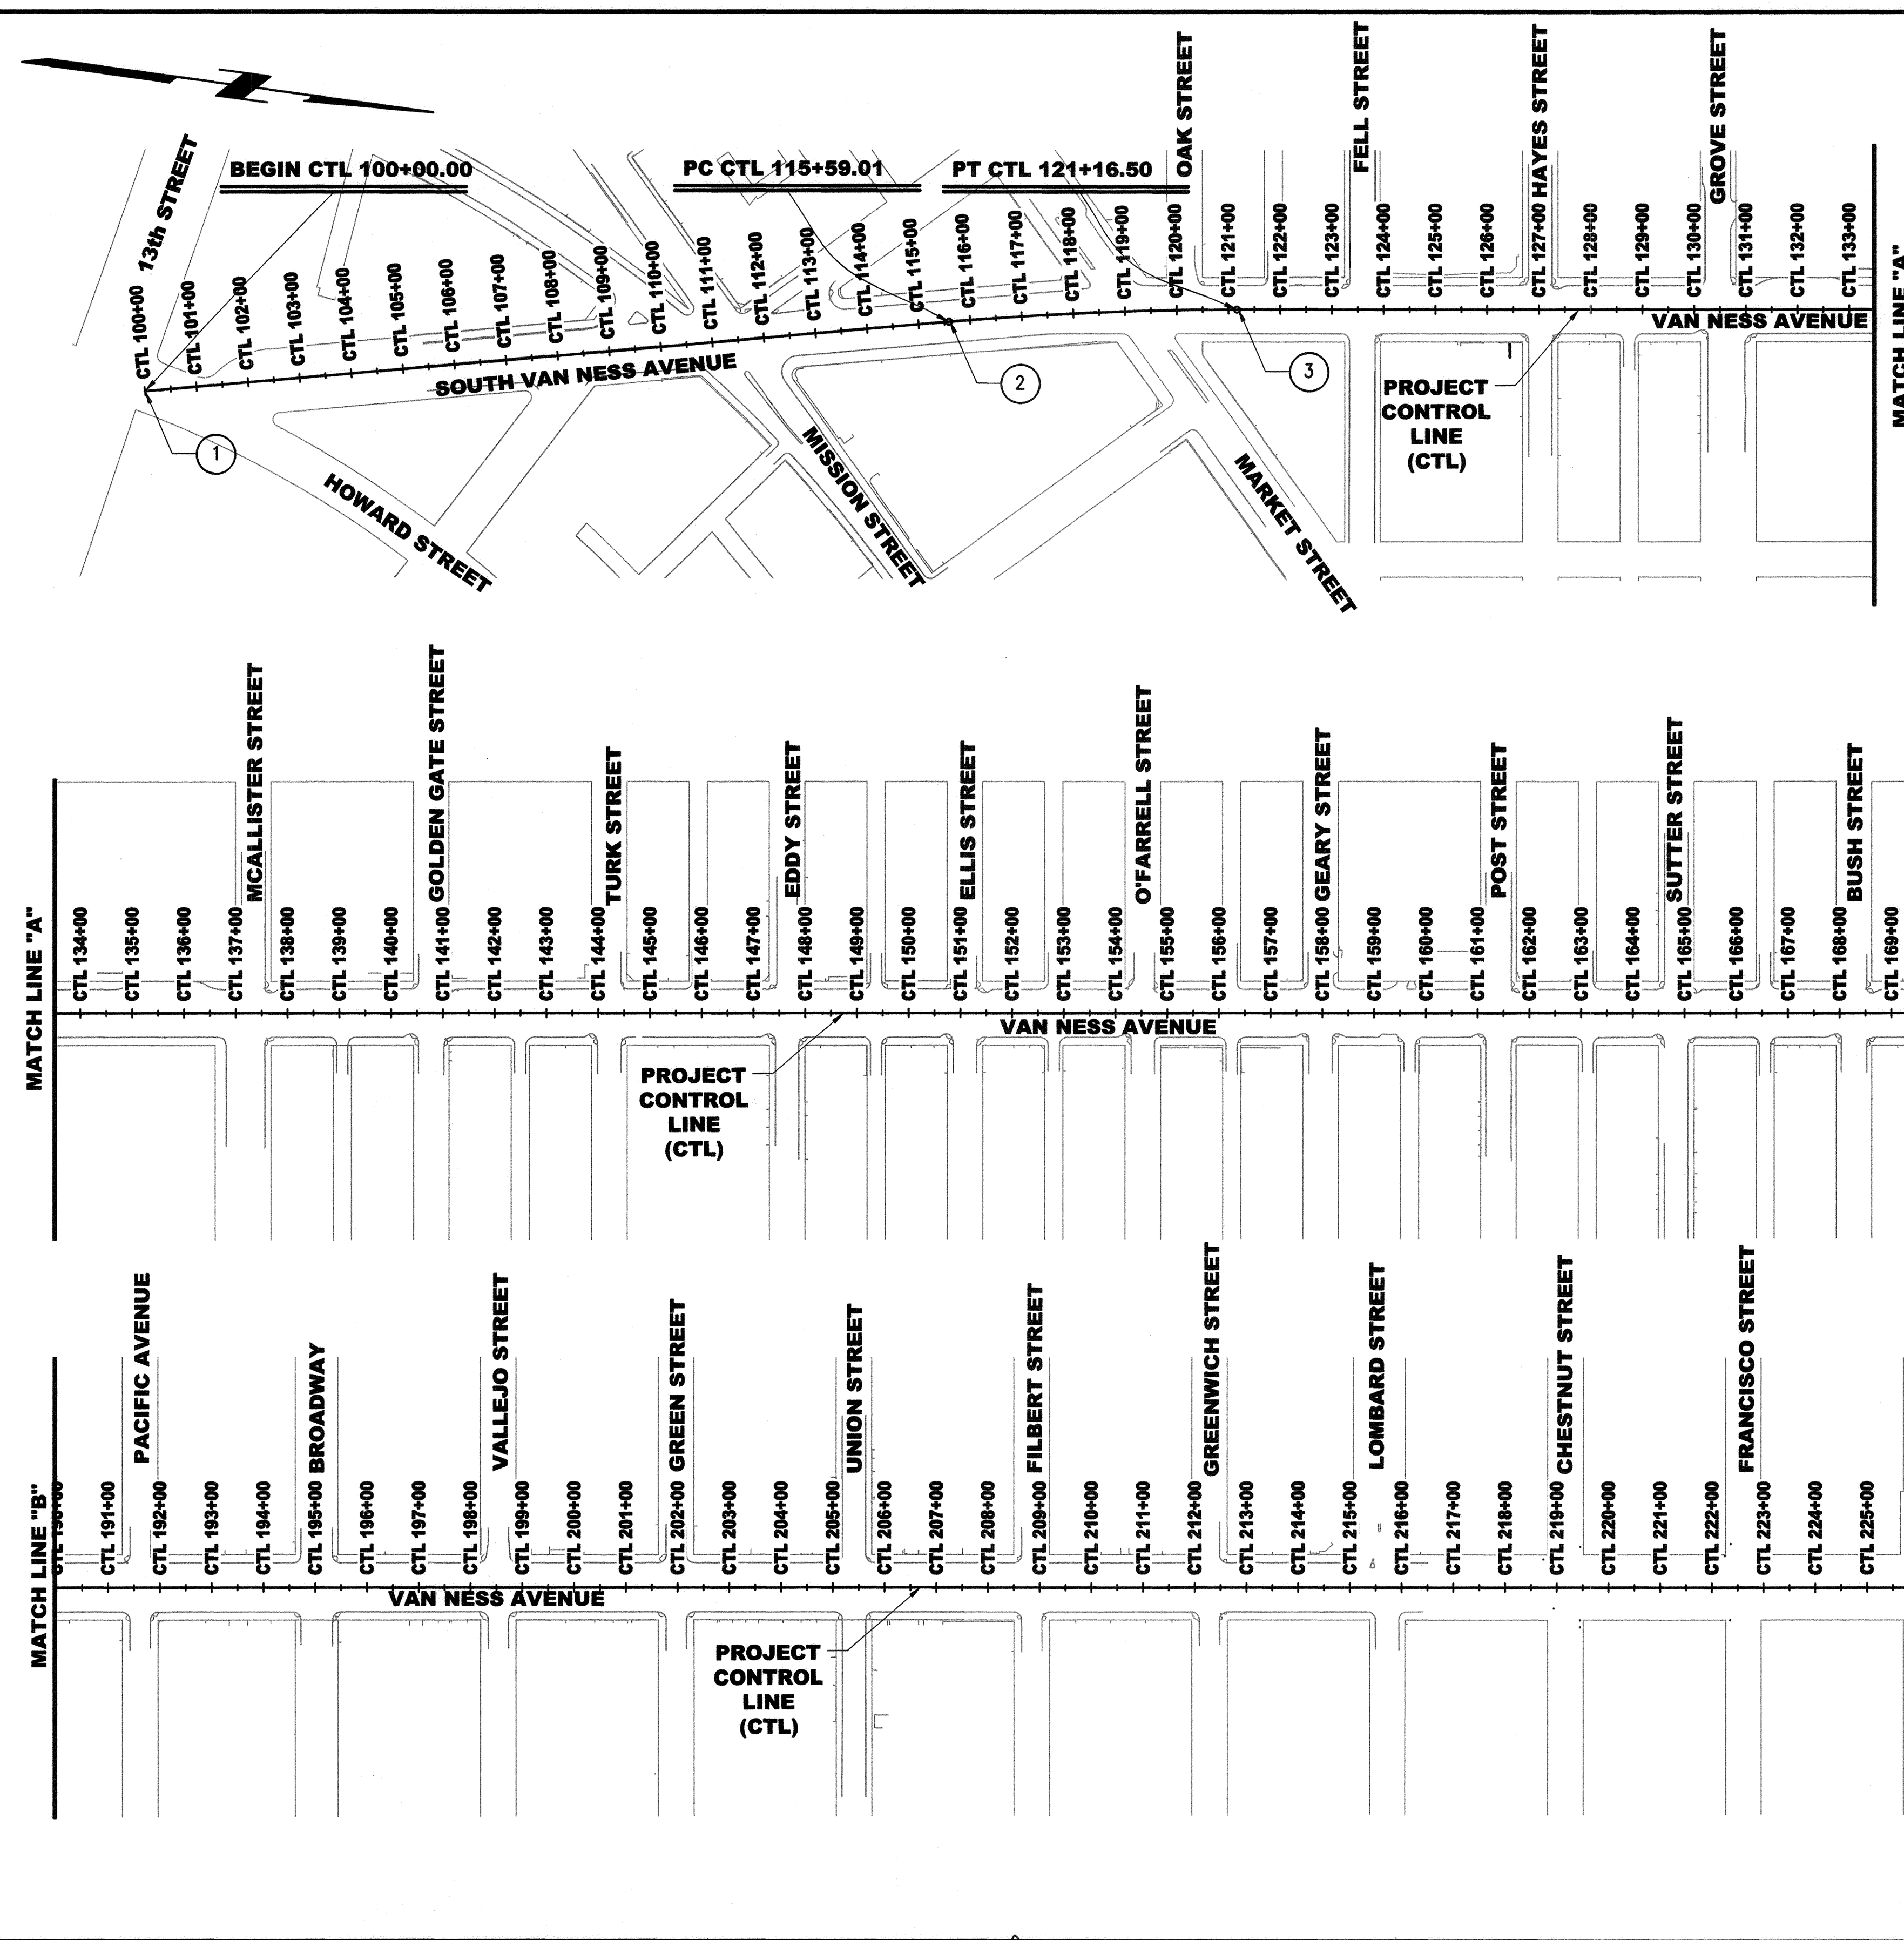 OAK STREET
FELL STREET
HAYES STREET
GROVE STREET
13th STREET
BEGIN CTL 100+00.00
PC CTL 115+59.01
PT CTL 121+16.50
CTL 100+00
CTL 101+00
CTL 102+00
CTL 103+00
CTL 104+00
CTL 105+00
CTL 106+00
CTL 107+00
CTL 108+00
CTL 109+00
CTL 110+00
CTL 111+00
CTL 112+00
CTL 113+00
CTL 114+00
CTL 115+00
CTL 116+00
CTL 117+00
CTL 118+00
CTL 119+00
CTL 120+00
CTL 121+00
CTL 122+00
CTL 123+00
CTL 124+00
CTL 125+00
CTL 126+00
CTL 127+00
CTL 128+00
CTL 129+00
CTL 130+00
CTL 131+00
CTL 132+00
CTL 133+00
MATCH LINE "A"
VAN NESS AVENUE
SOUTH VAN NESS AVENUE
1
2
3
PROJECT
CONTROL
LINE
(CTL)
HOWARD STREET
MISSION STREET
MARKET STREET
MCALLISTER STREET
GOLDEN GATE STREET
TURK STREET
EDDY STREET
ELLIS STREET
O'FARRELL STREET
GEARY STREET
POST STREET
SUTTER STREET
BUSH STREET
MATCH LINE "A"
CTL 134+00
CTL 135+00
CTL 136+00
CTL 137+00
CTL 138+00
CTL 139+00
CTL 140+00
CTL 141+00
CTL 142+00
CTL 143+00
CTL 144+00
CTL 145+00
CTL 146+00
CTL 147+00
CTL 148+00
CTL 149+00
CTL 150+00
CTL 151+00
CTL 152+00
CTL 153+00
CTL 154+00
CTL 155+00
CTL 156+00
CTL 157+00
CTL 158+00
CTL 159+00
CTL 160+00
CTL 161+00
CTL 162+00
CTL 163+00
CTL 164+00
CTL 165+00
CTL 166+00
CTL 167+00
CTL 168+00
CTL 169+00
VAN NESS AVENUE
PROJECT
CONTROL
LINE
(CTL)
PACIFIC AVENUE
BROADWAY
VALLEJO STREET
GREEN STREET
UNION STREET
FILBERT STREET
GREENWICH STREET
LOMBARD STREET
CHESTNUT STREET
FRANCISCO STREET
MATCH LINE "B"
CTL 190+00
CTL 191+00
CTL 192+00
CTL 193+00
CTL 194+00
CTL 195+00
CTL 196+00
CTL 197+00
CTL 198+00
CTL 199+00
CTL 200+00
CTL 201+00
CTL 202+00
CTL 203+00
CTL 204+00
CTL 205+00
CTL 206+00
CTL 207+00
CTL 208+00
CTL 209+00
CTL 210+00
CTL 211+00
CTL 212+00
CTL 213+00
CTL 214+00
CTL 215+00
CTL 216+00
CTL 217+00
CTL 218+00
CTL 219+00
CTL 220+00
CTL 221+00
CTL 222+00
CTL 223+00
CTL 224+00
CTL 225+00
VAN NESS AVENUE
PROJECT
CONTROL
LINE
(CTL)